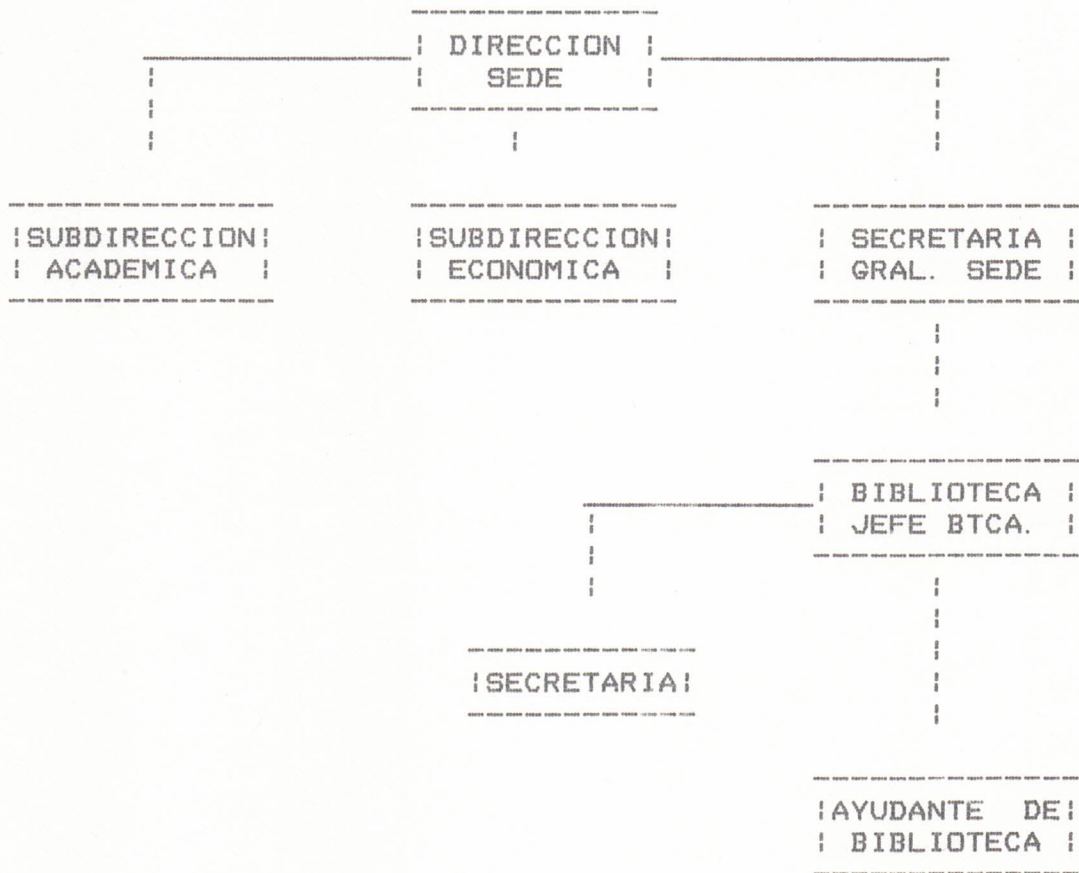 DIRECCION
SEDE
SUBDIRECCION
ACADEMICA
SUBDIRECCION
ECONOMICA
SECRETARIA
GRAL. SEDE
BIBLIOTECA
JEFE BTCA.
SECRETARIA
AYUDANTE DE
BIBLIOTECA